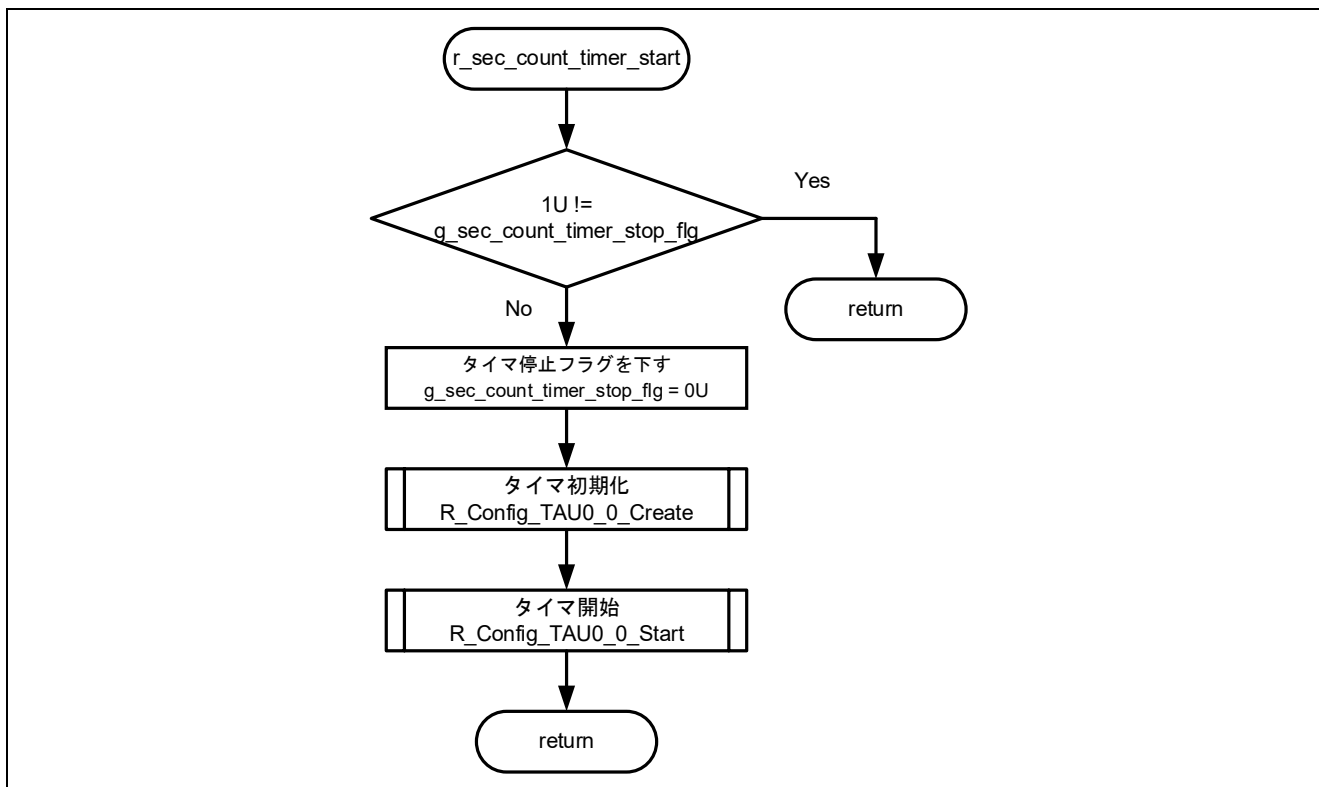 r_sec_count_timer_start
1U !=
g_sec_count_timer_stop_flg
Yes
return
No
タイマ停止フラグを下す
g_sec_count_timer_stop_flg = 0U
タイマ初期化
R_Config_TAU0_0_Create
タイマ開始
R_Config_TAU0_0_Start
return